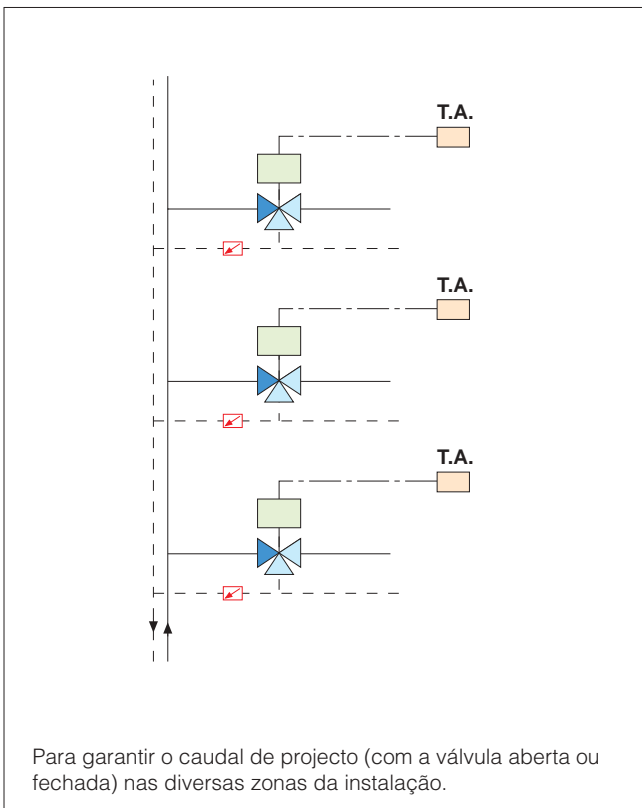 T.A.
T.A.
T.A.
Para garantir o caudal de projecto (com a válvula aberta ou
fechada) nas diversas zonas da instalação.